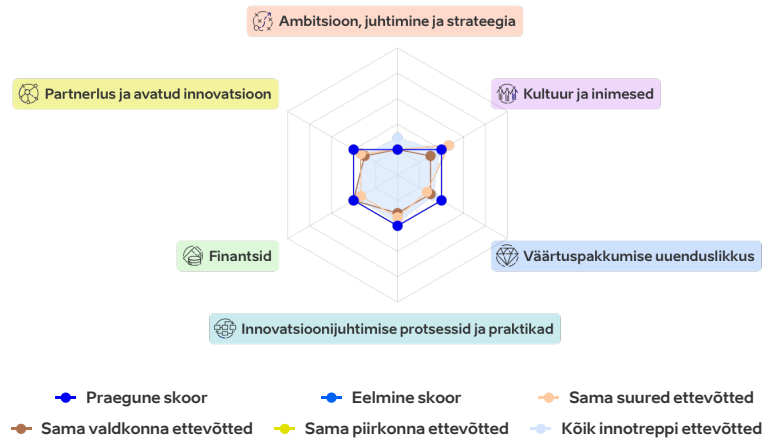 Ambitsioon, juhtimine ja strateegia
Partnerlus ja avatud innovatsioon
Kultuur ja inimesed
Finantsid
Väärtuspakkumise uuenduslikkus
Innovatsioonijuhtimise protsessid ja praktikad
Praegune skoor
Eelmine skoor
Sama suured ettevõtted
Sama valdkonna ettevõtted
Sama piirkonna ettevõtted
Kõik innotreppi ettevõtted